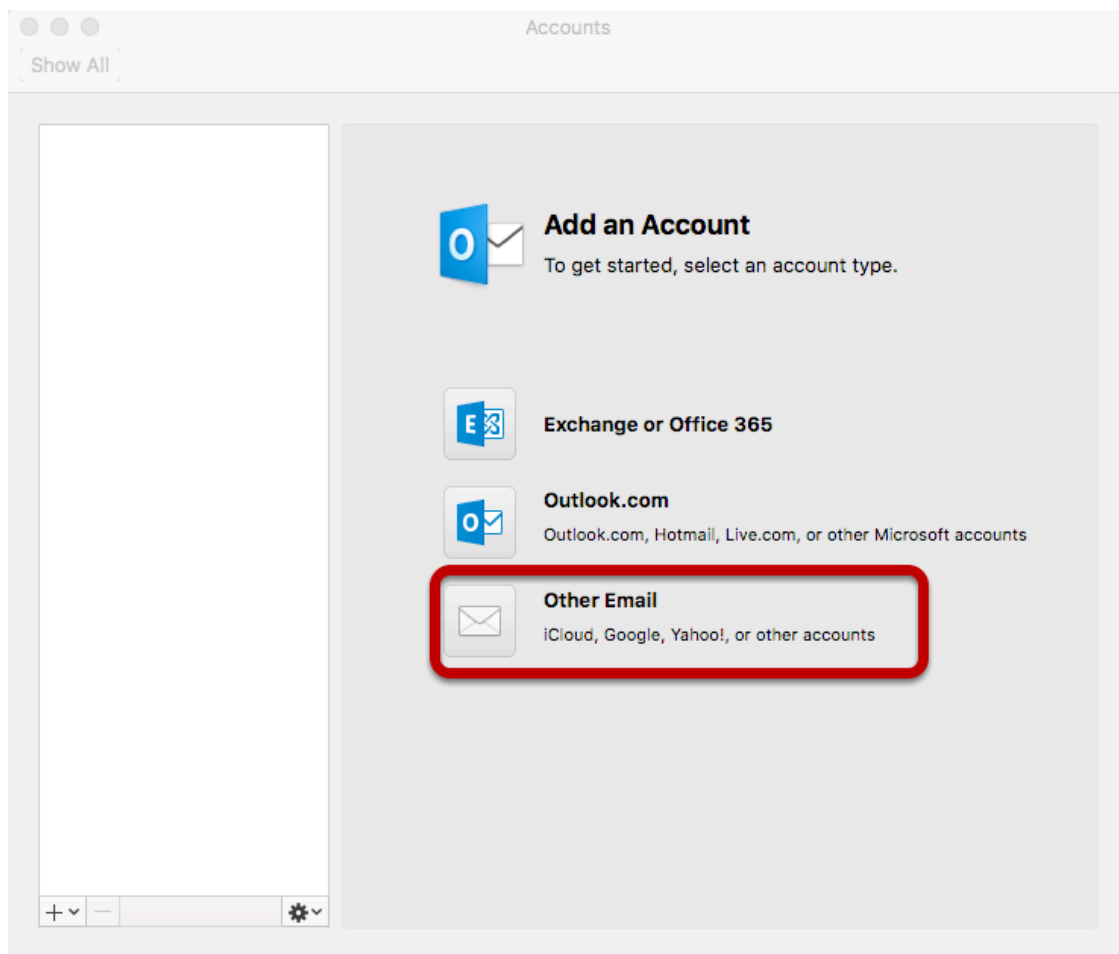 Accounts
Show All
Add an Account
To get started, select an account type.
Exchange or Office 365
Outlook.com
Outlook.com, Hotmail, Live.com, or other Microsoft accounts
Other Email
iCloud, Google, Yahoo!, or other accounts